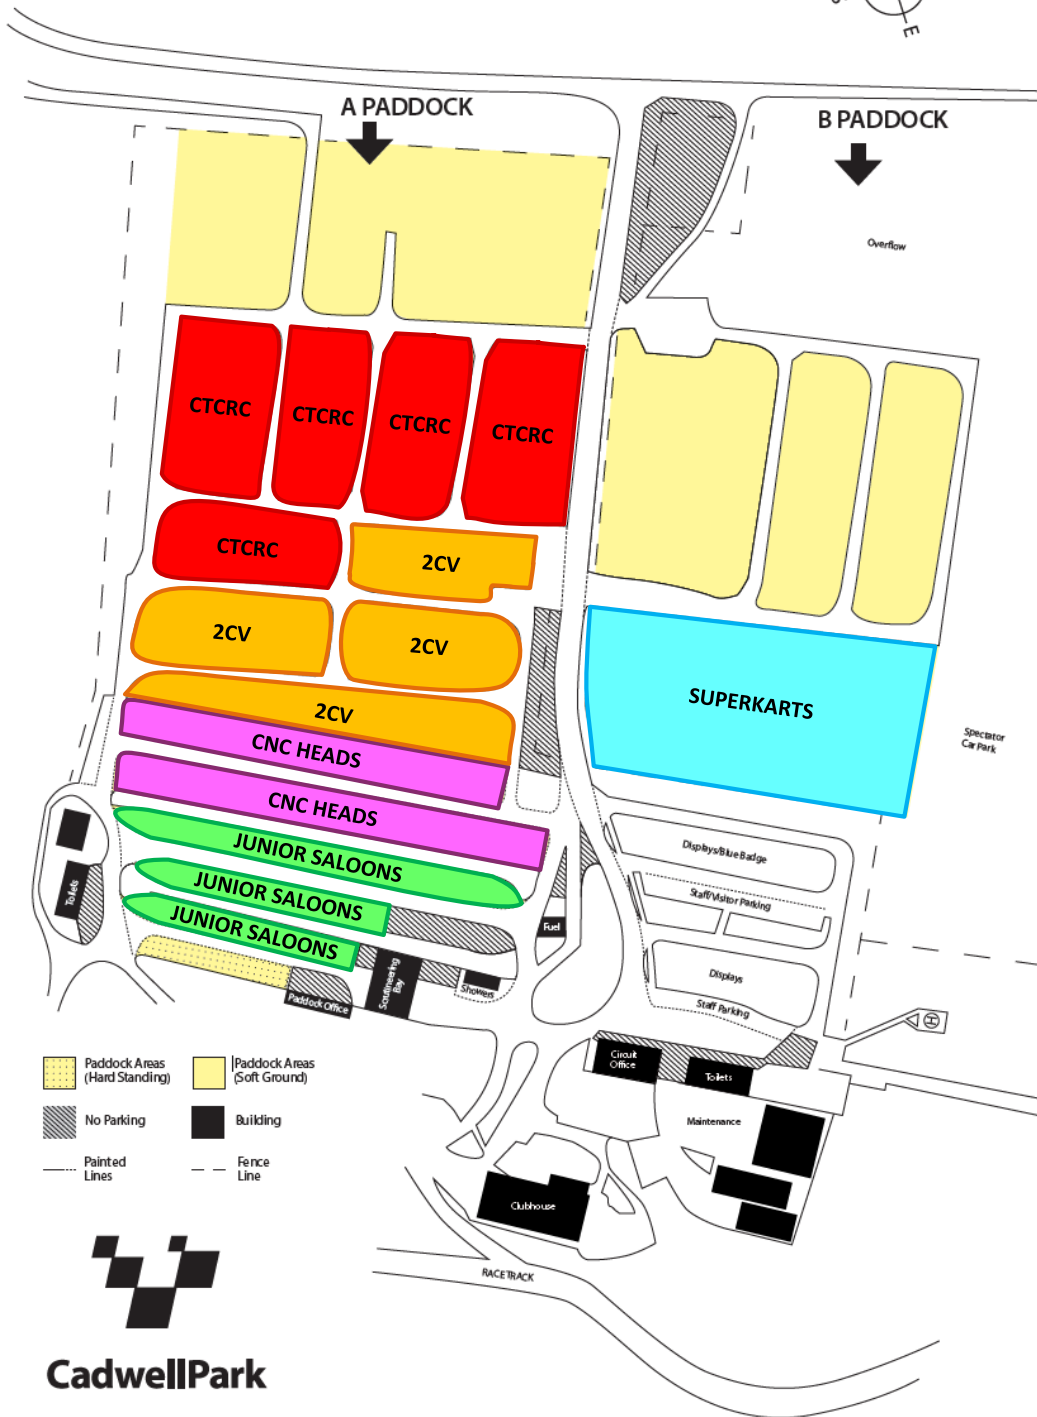 E
A PADDOCK
B PADDOCK
Overflow
CTCRC
CTCRC
CTCRC
CTCRC
CTCRC
2CV
2CV
2CV
2CV
SUPERKARTS
CNC HEADS
CNC HEADS
Spectator
Car Park
JUNIOR SALOONS
JUNIOR SALOONS
JUNIOR SALOONS
Displays/Blue Badge
Staff/Visitor Parking
Displays
Staff Parking
Toilets
Fuel
Scrutineering
Bay
Showers
Paddock Office
H
Circuit
Office
Toilets
Maintenance
Clubhouse
RACETRACK
Paddock Areas
(Hard Standing)
Paddock Areas
(Soft Ground)
No Parking
Building
Painted
Lines
Fence
Line
CadwellPark